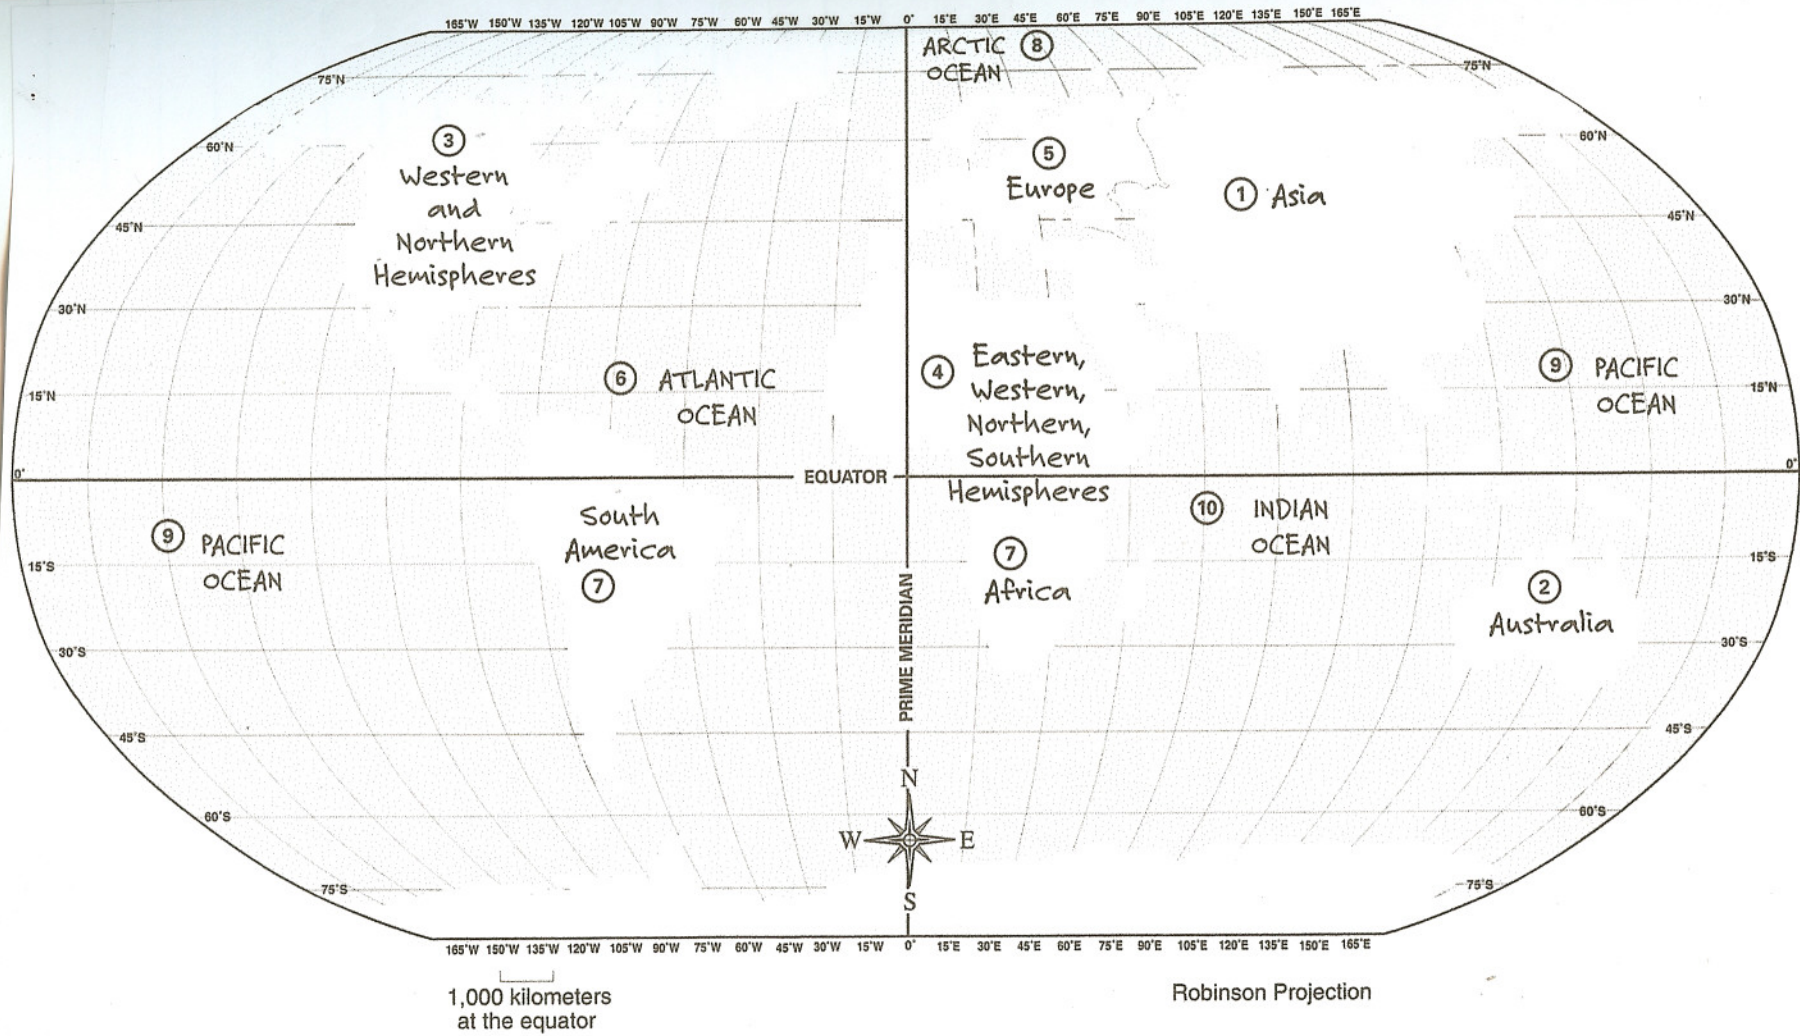 165°W 150°W 135°W 120°W 105°W 90°W 75°W 60°W 45°W 30°W 15°W 0° 15°E 30°E 45°E 60°E 75°E 90°E 105°E 120°E 135°E 150°E 165°E
ARCTIC
OCEAN
8
75°N
75°N
60°N
60°N
3
Western
and
Northern
Hemispheres
5
Europe
1 Asia
45°N
45°N
30°N
30°N
6 ATLANTIC
OCEAN
4 Eastern,
Western,
Northern,
Southern
Hemispheres
9 PACIFIC
OCEAN
15°N
15°N
0°
EQUATOR
0°
9 PACIFIC
OCEAN
South
America
7
7
Africa
10 INDIAN
OCEAN
2
Australia
15°S
15°S
PRIME MERIDIAN
30°S
30°S
45°S
45°S
60°S
60°S
N
W E
S
75°S
75°S
165°W 150°W 135°W 120°W 105°W 90°W 75°W 60°W 45°W 30°W 15°W 0° 15°E 30°E 45°E 60°E 75°E 90°E 105°E 120°E 135°E 150°E 165°E
1,000 kilometers
at the equator
Robinson Projection